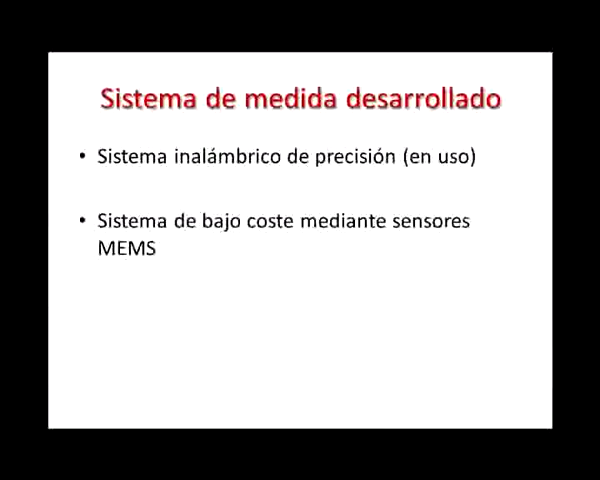 Sistema de medida desarrollado
• Sistema inalámbrico de precisión (en uso)
• Sistema de bajo coste mediante sensores
MEMS